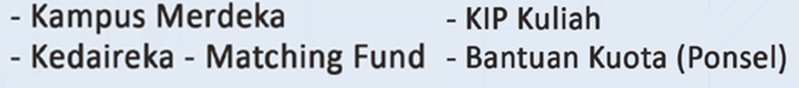 - Kampus Merdeka
- Kedaireka - Matching Fund
- KIP Kuliah
- Bantuan Kuota (Ponsel)